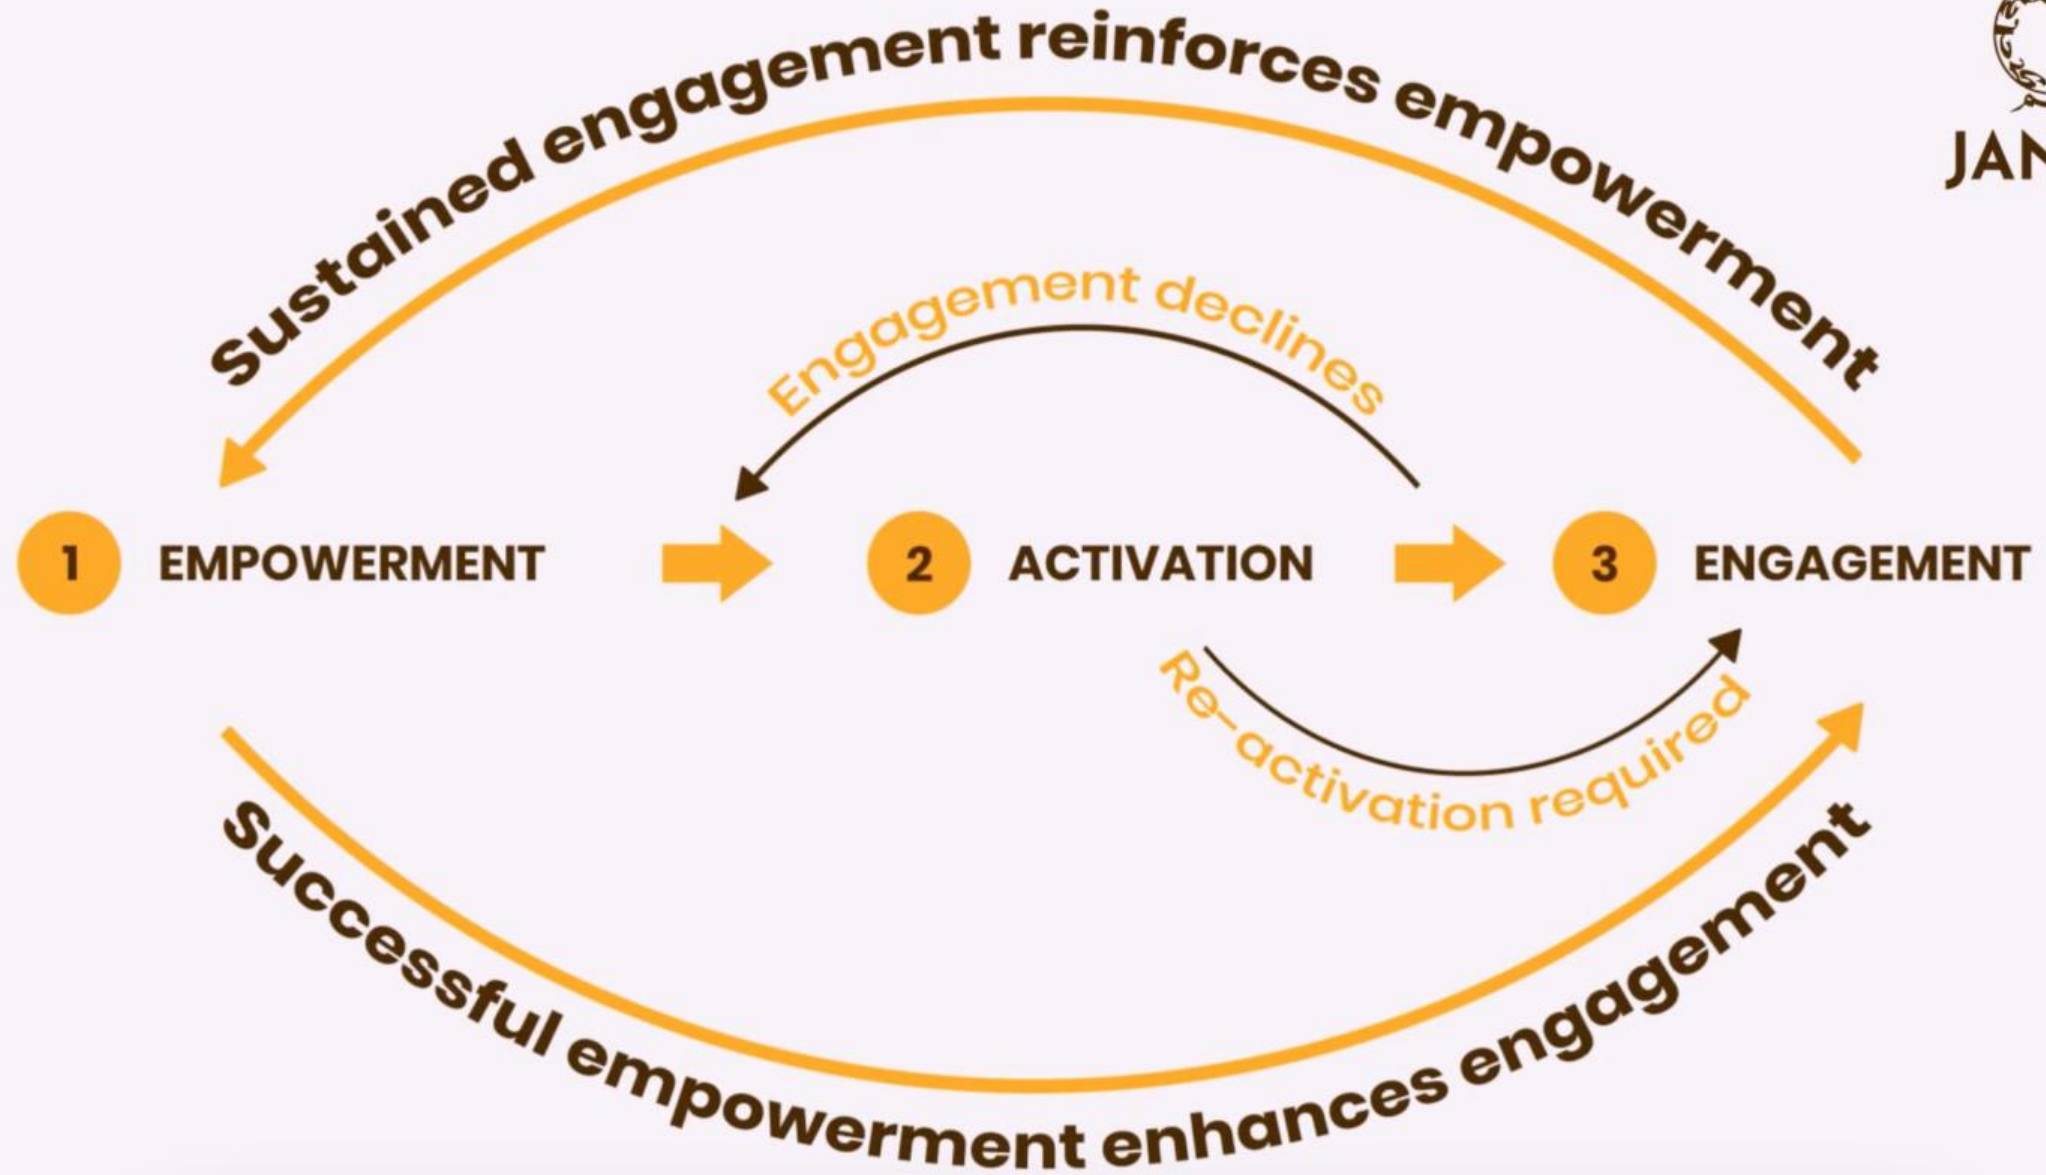 Sustained engagement reinforces empowerment
JAN
Engagement declines
1 EMPOWERMENT
2 ACTIVATION
3 ENGAGEMENT
Re-activation required
Successful empowerment enhances engagement